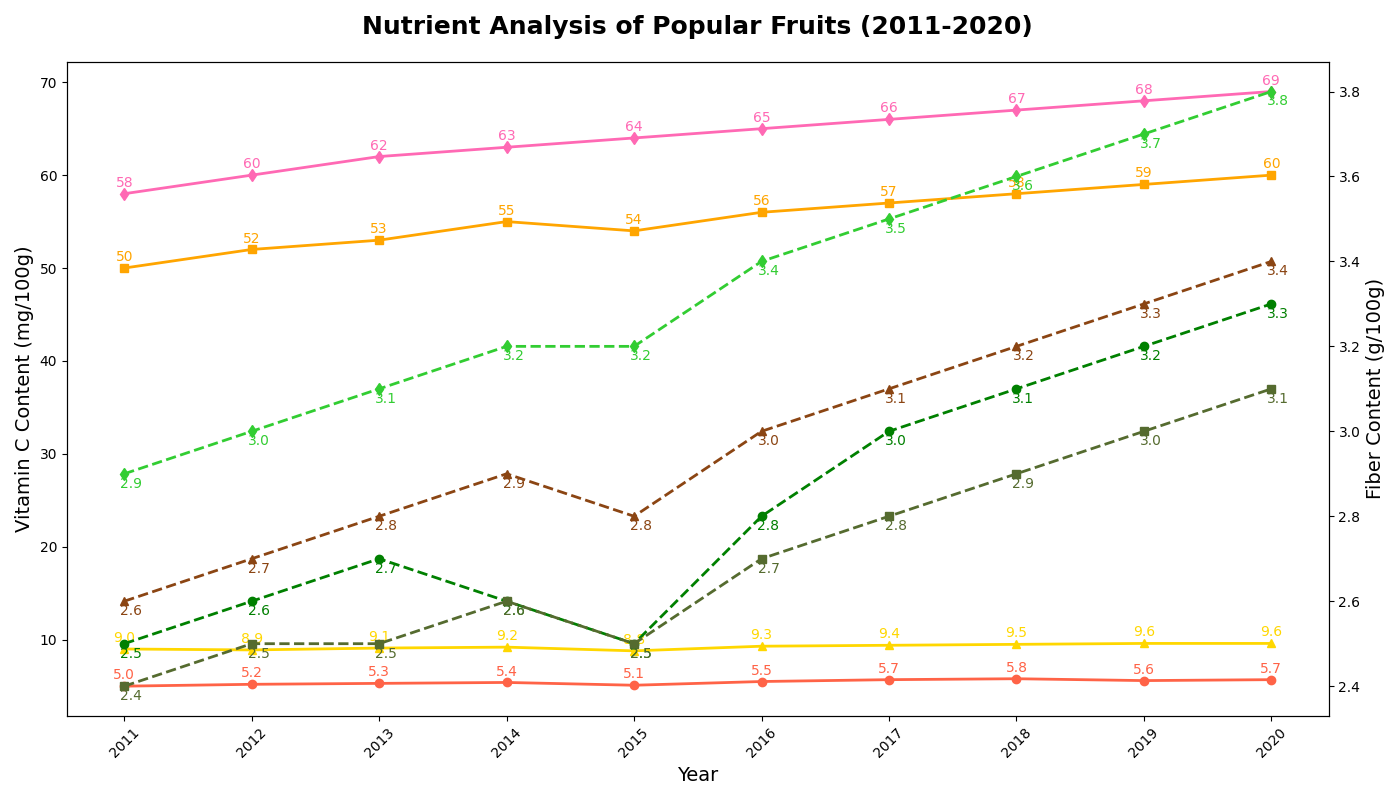 Nutrient Analysis of Popular Fruits (2011-2020)
70
60
50
40
30
20
10
Vitamin C Content (mg/100g)
58 60 62 63 64 65 66 67 68 69
50 52 53 55 54 56 57 59 60
9.0 8.9 9.1 9.2 9.3 9.4 9.5 9.6 9.6
5.0 5.2 5.3 5.4 5.1 5.5 5.7 5.8 5.6 5.7
2.9 3.0 3.1 3.2 3.2 3.4 3.5 3.6 3.7 3.8
2.6 2.7 2.8 2.9 2.8 3.0 3.1 3.2 3.3 3.4
2.5 2.6 2.7 2.6 2.5 2.8 3.0 3.1 3.2 3.3
2.4 2.5 2.5 2.6 2.5 2.7 2.8 2.9 3.0 3.1
3.8
3.6
3.4
3.2
3.0
2.8
2.6
2.4
Fiber Content (g/100g)
2011 2012 2013 2014 2015 2016 2017 2018 2019 2020
Year